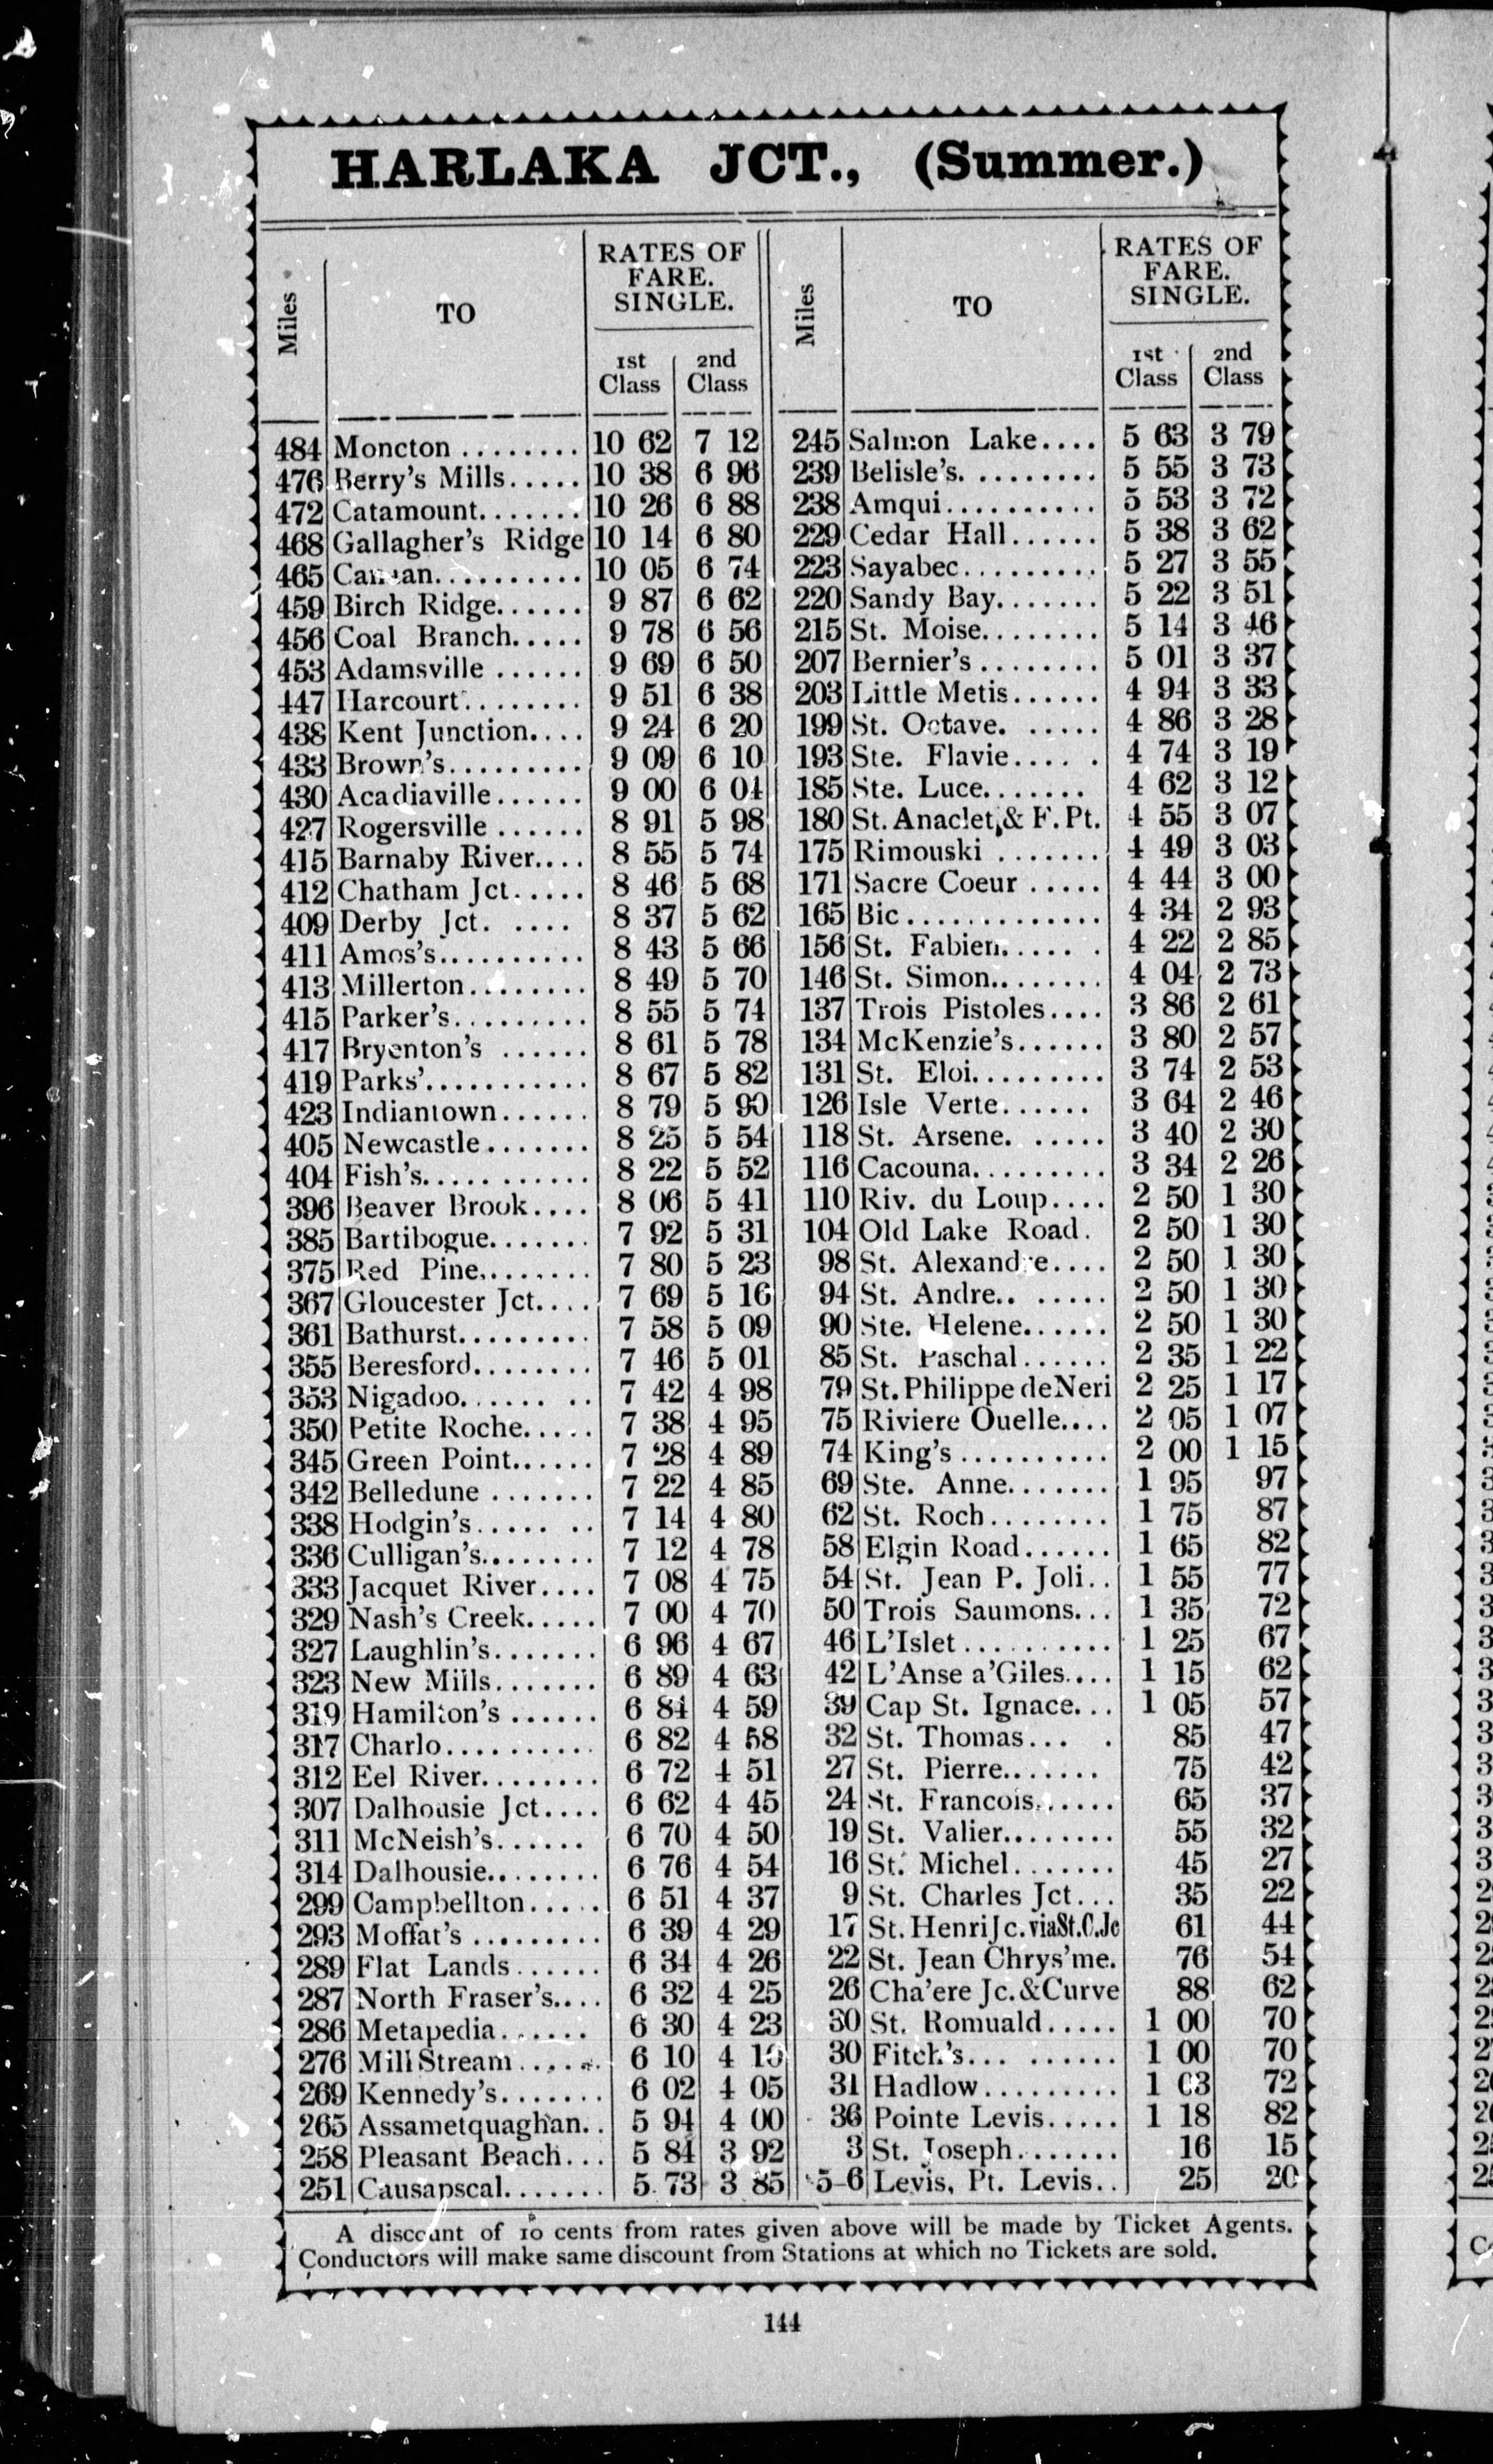 HARLAKA JCT., (Summer.)
Miles TO RATES OF FARE. SINGLE. 1st Class 2nd Class
484 Moncton ........ 10 62 7 12
476 Berry's Mills..... 10 38 6 96
472 Catamount....... 10 26 6 88
468 Gallagher's Ridge 10 14 6 80
465 Canaan.......... 10 05 6 74
459 Birch Ridge...... 9 87 6 62
456 Coal Branch..... 9 78 6 56
453 Adamsville ...... 9 69 6 50
447 Harcourt........ 9 51 6 38
438 Kent Junction.... 9 24 6 20
433 Brown's......... 9 09 6 10
430 Acadiaville...... 9 00 6 04
427 Rogersville ...... 8 91 5 98
415 Barnaby River.... 8 55 5 74
412 Chatham Jct..... 8 46 5 68
409 Derby Jct. .... 8 37 5 62
411 Amos's.......... 8 43 5 66
413 Millerton........ 8 49 5 70
415 Parker's......... 8 55 5 74
417 Bryenton's ...... 8 61 5 78
419 Parks'........... 8 67 5 82
423 Indiantown...... 8 79 5 90
405 Newcastle....... 8 25 5 54
404 Fish's........... 8 22 5 52
396 Beaver Brook.... 8 06 5 41
385 Bartibogue....... 7 92 5 31
375 Red Pine........ 7 80 5 23
367 Gloucester Jct.... 7 69 5 16
361 Bathurst......... 7 58 5 09
355 Beresford........ 7 46 5 01
353 Nigadoo...... .. 7 42 4 98
350 Petite Roche..... 7 38 4 95
345 Green Point...... 7 28 4 89
342 Belledune ....... 7 22 4 85
338 Hodgin's..... .. 7 14 4 80
336 Culligan's........ 7 12 4 78
333 Jacquet River.... 7 08 4 75
329 Nash's Creek..... 7 00 4 70
327 Laughlin's....... 6 96 4 67
323 New Mills....... 6 89 4 63
319 Hamilton's ...... 6 84 4 59
317 Charlo.......... 6 82 4 58
312 Eel River........ 6 72 4 51
307 Dalhousie Jct.... 6 62 4 45
311 McNeish's...... 6 70 4 50
314 Dalhousie........ 6 76 4 54
299 Campbellton..... 6 51 4 37
293 Moffat's ......... 6 39 4 29
289 Flat Lands...... 6 34 4 26
287 North Fraser's.... 6 32 4 25
286 Metapedia...... 6 30 4 23
276 Mill Stream...... 6 10 4 10
269 Kennedy's....... 6 02 4 05
265 Assametquaghan.. 5 94 4 00
258 Pleasant Beach... 5 84 3 92
251 Causapscal....... 5 73 3 85
Miles TO RATES OF FARE. SINGLE. 1st Class 2nd Class
245 Salmon Lake.... 5 63 3 79
239 Belisle's. ........ 5 55 3 73
238 Amqui.......... 5 53 3 72
229 Cedar Hall...... 5 38 3 62
223 Sayabec......... 5 27 3 55
220 Sandy Bay....... 5 22 3 51
215 St. Moise........ 5 14 3 46
207 Bernier's ........ 5 01 3 37
203 Little Metis...... 4 94 3 33
199 St. Octave. ..... 4 86 3 28
193 Ste. Flavie.... . 4 74 3 19
185 Ste. Luce....... 4 62 3 12
180 St. Anaclet & F. Pt. 4 55 3 07
175 Rimouski ....... 4 49 3 03
171 Sacre Coeur ..... 4 44 3 00
165 Bic............. 4 34 2 93
156 St. Fabien..... . 4 22 2 85
146 St. Simon........ 4 04 2 73
137 Trois Pistoles.... 3 86 2 61
134 McKenzie's...... 3 80 2 57
131 St. Eloi......... 3 74 2 53
126 Isle Verte...... 3 64 2 46
118 St. Arsene. ..... 3 40 2 30
116 Cacouna......... 3 34 2 26
110 Riv. du Loup.... 2 50 1 30
104 Old Lake Road. 2 50 1 30
98 St. Alexandre.... 2 50 1 30
94 St. Andre.. ..... 2 50 1 30
90 Ste. Helene...... 2 50 1 30
85 St. Paschal...... 2 35 1 22
79 St. Philippe de Neri 2 25 1 17
75 Riviere Ouelle.... 2 05 1 07
74 King's .......... 2 00 1 15
69 Ste. Anne....... 1 95 97
62 St. Roch........ 1 75 87
58 Elgin Road...... 1 65 82
54 St. Jean P. Joli.. 1 55 77
50 Trois Saumons... 1 35 72
46 L'Islet.......... 1 25 67
42 L'Anse a'Giles.... 1 15 62
39 Cap St. Ignace... 1 05 57
32 St. Thomas... . 85 47
27 St. Pierre....... 75 42
24 St. Francois...... 65 37
19 St. Valier........ 55 32
16 St. Michel....... 45 27
9 St. Charles Jct... 35 22
17 St. Henri Jc. via St. C. Jc 61 44
22 St. Jean Chrys'me. 76 54
26 Cha'ere Jc. & Curve 88 62
30 St. Romuald..... 1 00 70
30 Fitch's... ...... 1 00 70
31 Hadlow......... 1 03 72
36 Pointe Levis..... 1 18 82
3 St. Joseph....... 16 15
5-6 Levis, Pt. Levis.. 25 20
A discount of 10 cents from rates given above will be made by Ticket Agents.
Conductors will make same discount from Stations at which no Tickets are sold.
144